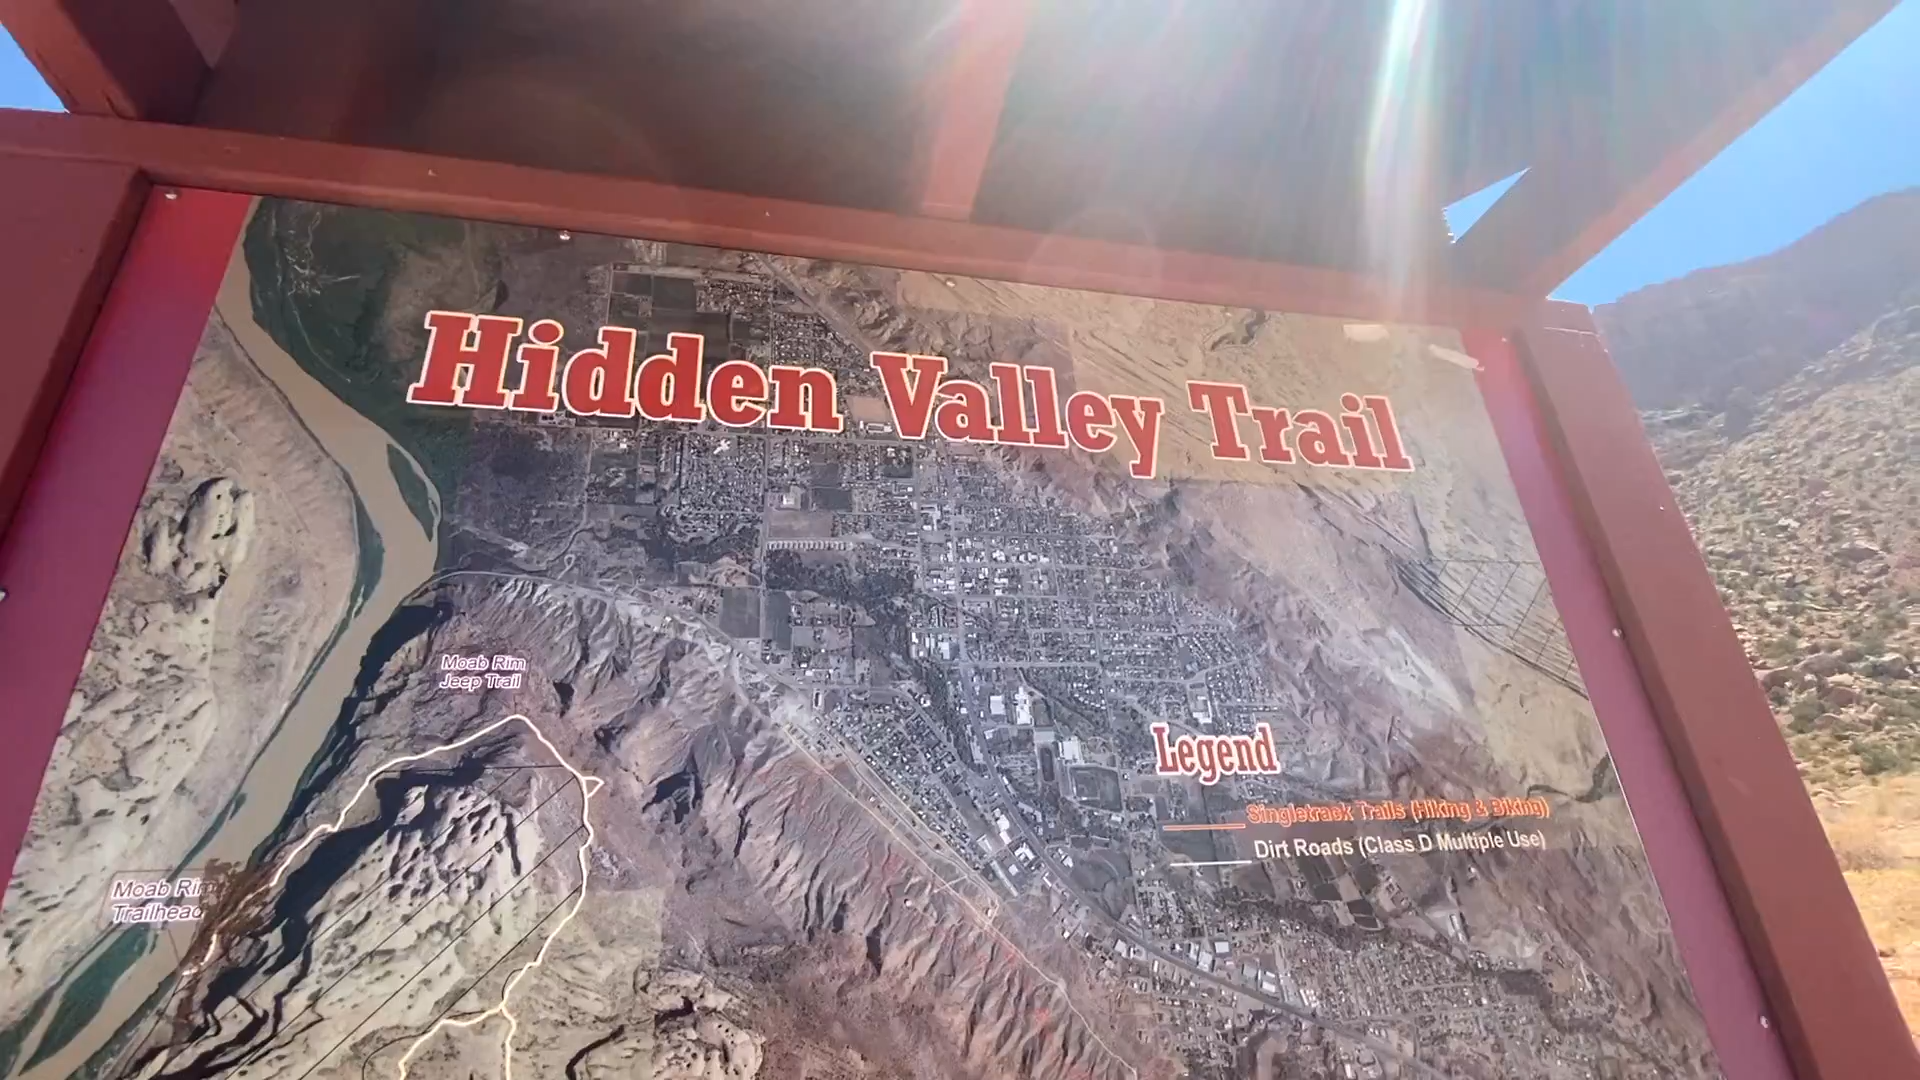 Hidden Valley Trail
Moab Rim
Jeep Trail
Legend
Singletrack Trails (Hiking & Biking)
Dirt Roads (Class D Multiple Use)
Moab Rim
Trailhead